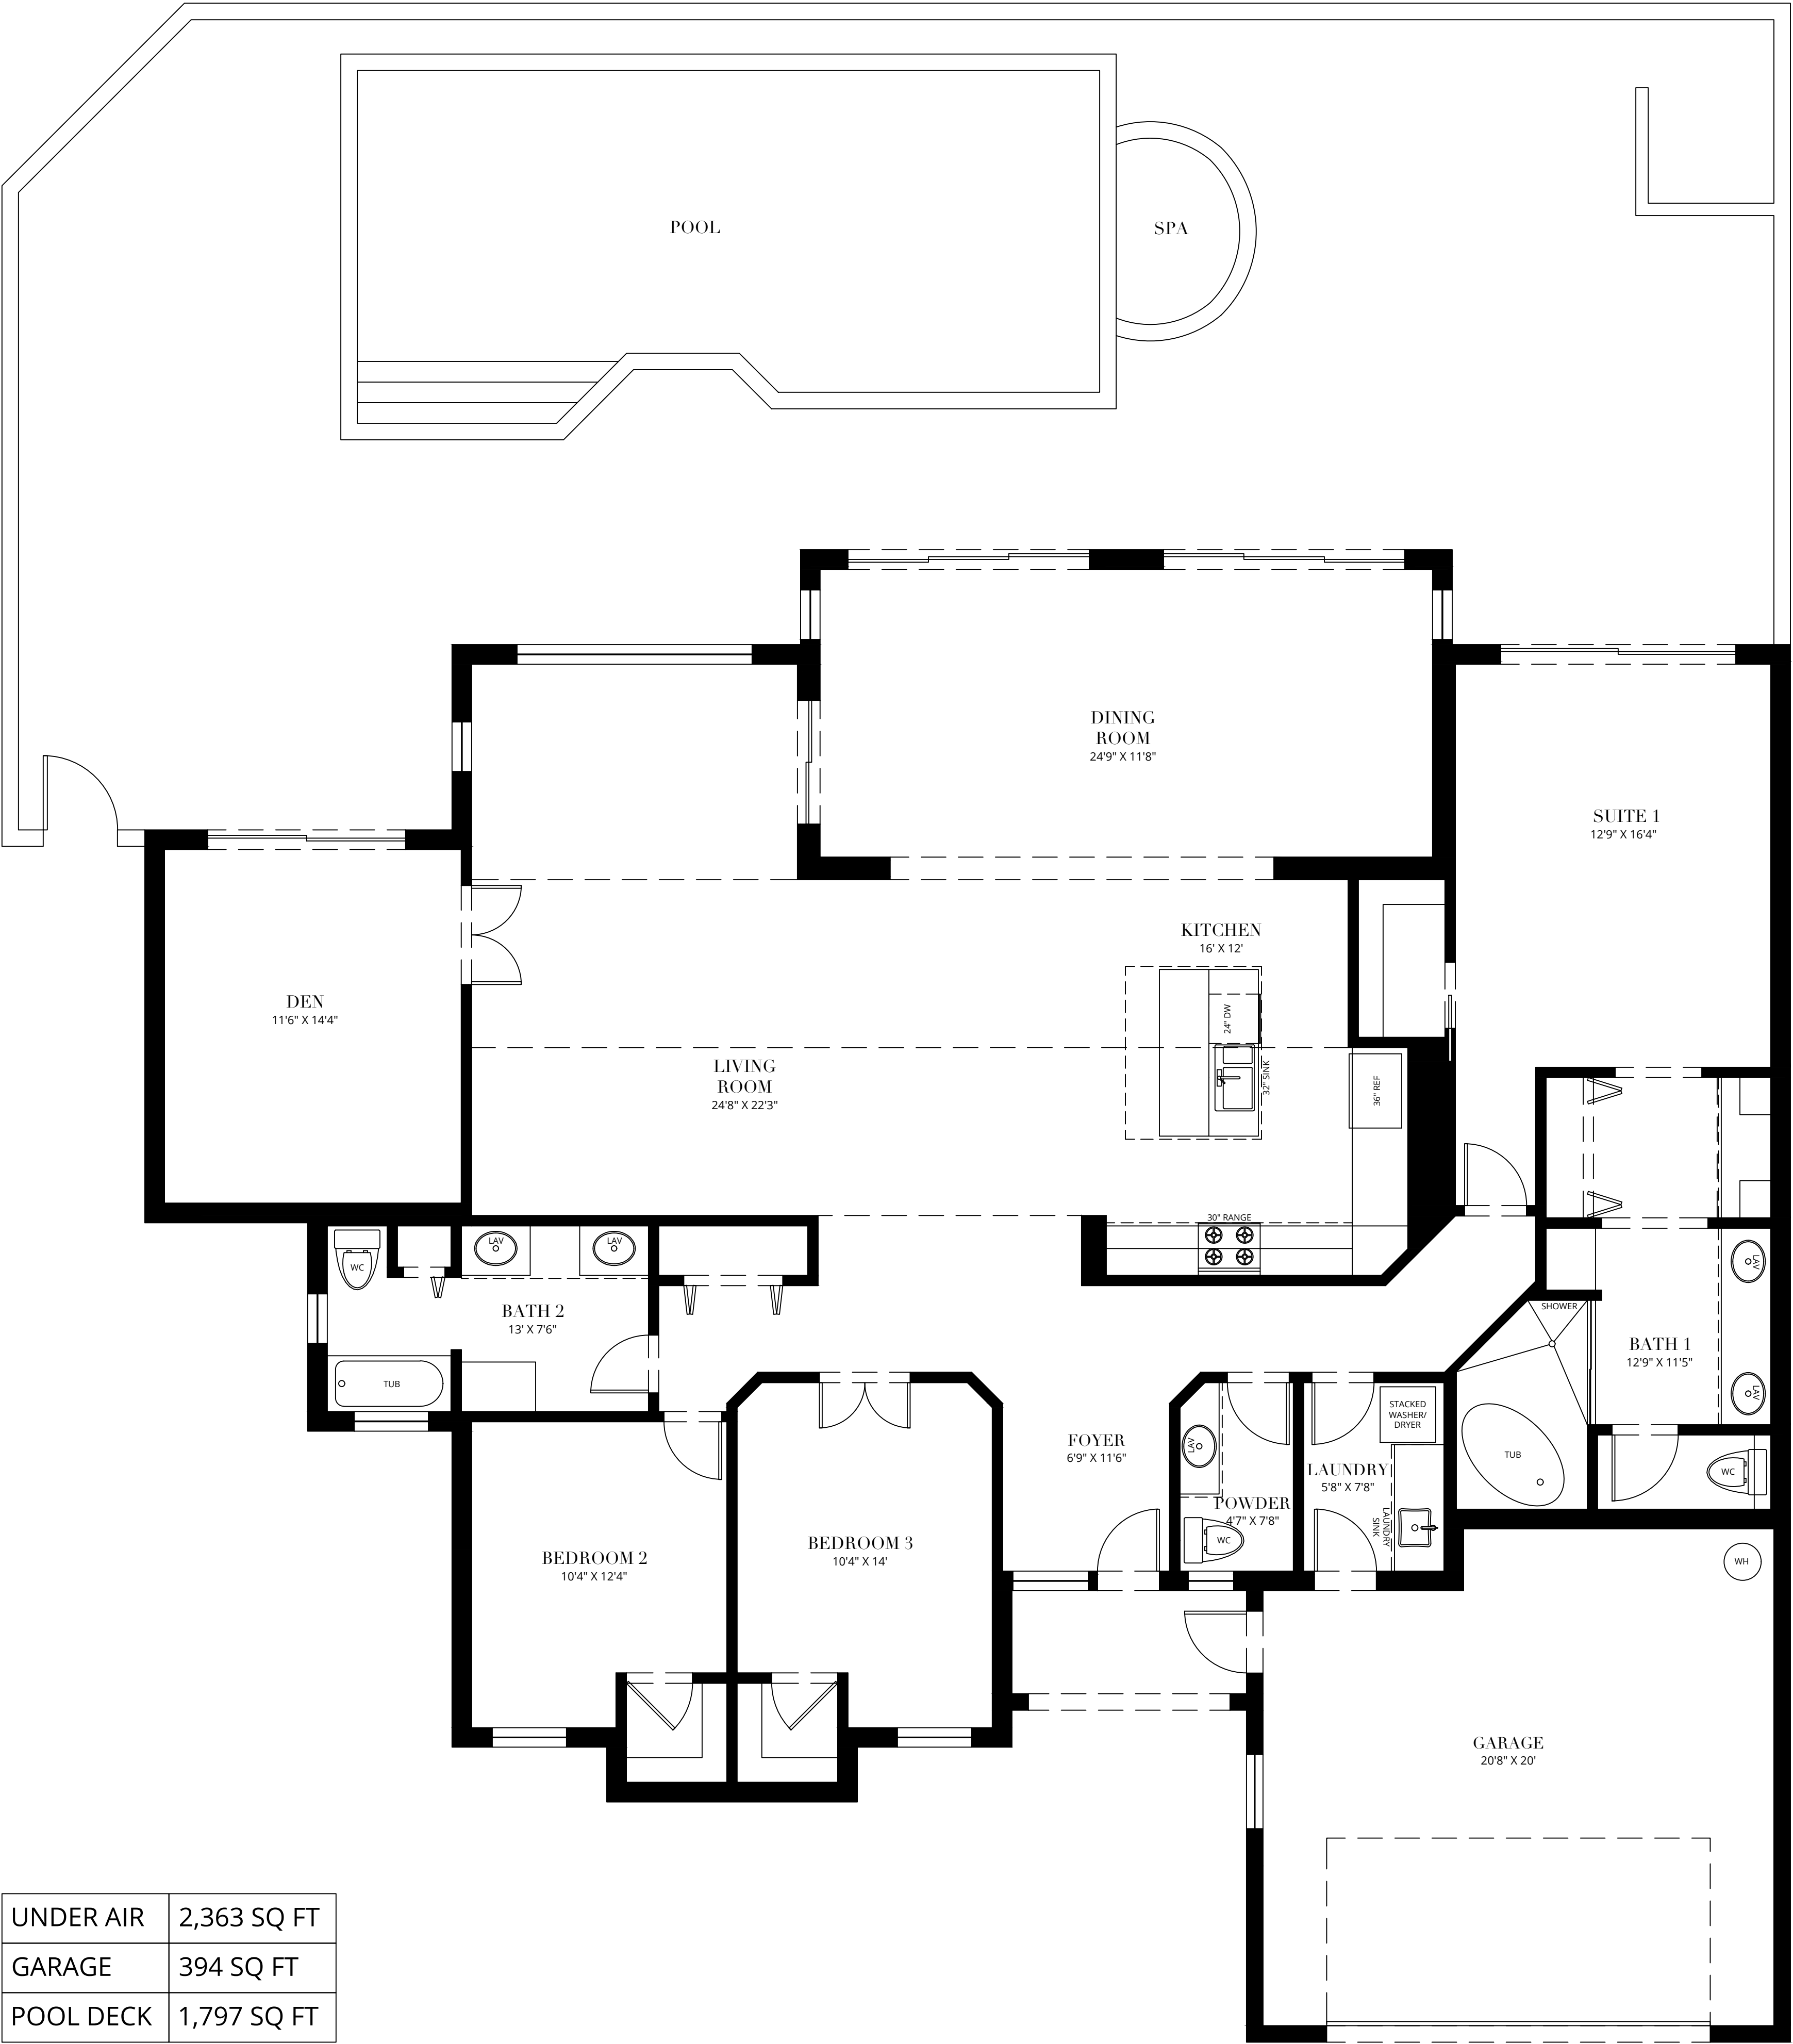 POOL
SPA
DINING
ROOM
24'9" X 11'8"
SUITE 1
12'9" X 16'4"
KITCHEN
16' X 12'
24" DW
32" SINK
36" REF
DEN
11'6" X 14'4"
LIVING
ROOM
24'8" X 22'3"
30" RANGE
WC
LAV
LAV
BATH 2
13' X 7'6"
TUB
SHOWER
LAV
BATH 1
12'9" X 11'5"
LAV
STACKED
WASHER/
DRYER
FOYER
6'9" X 11'6"
LAV
LAUNDRY
5'8" X 7'8"
TUB
WC
POWDER
4'7" X 7'8"
WC
LAUNDRY
SINK
BEDROOM 2
10'4" X 12'4"
BEDROOM 3
10'4" X 14'
WH
GARAGE
20'8" X 20'
UNDER AIR 2,363 SQ FT
GARAGE 394 SQ FT
POOL DECK 1,797 SQ FT